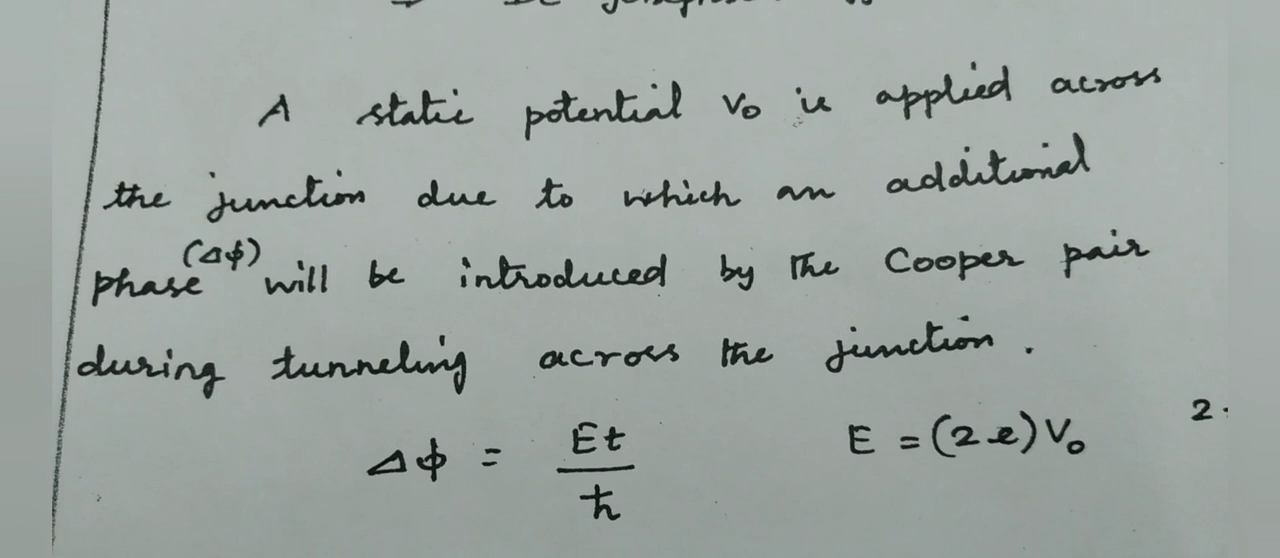 A static potential V₀ is applied across
the junction due to which an additional
phase (Δϕ) will be introduced by the Cooper pair
during tunneling across the junction.
Δϕ = Et/ℏ E = (2e)V₀ 2.